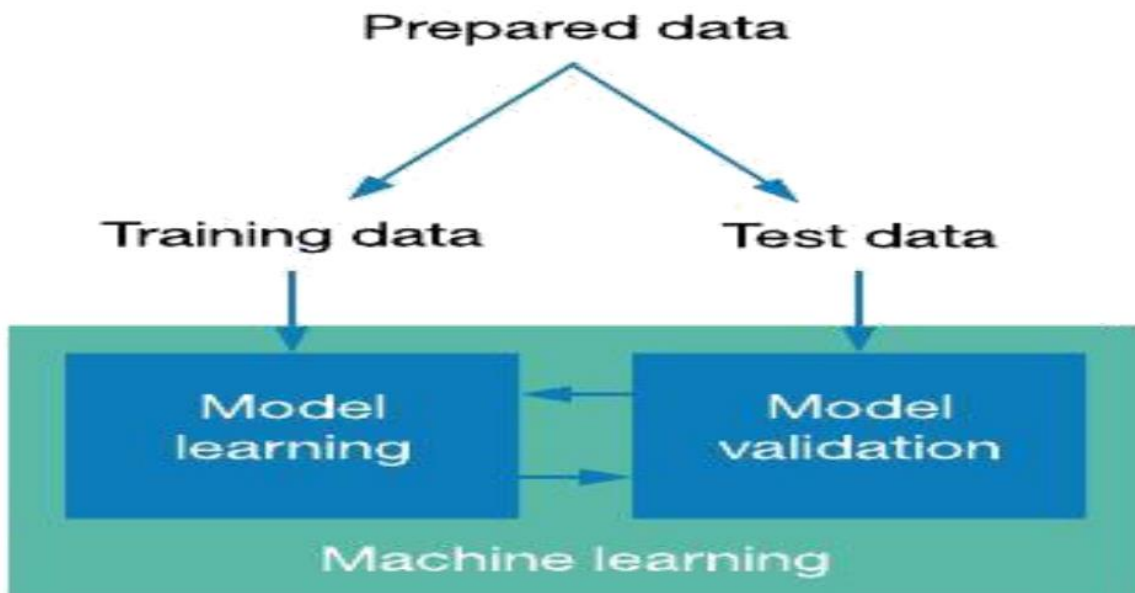 Prepared data
Training data
Test data
Model
learning
Model
validation
Machine learning